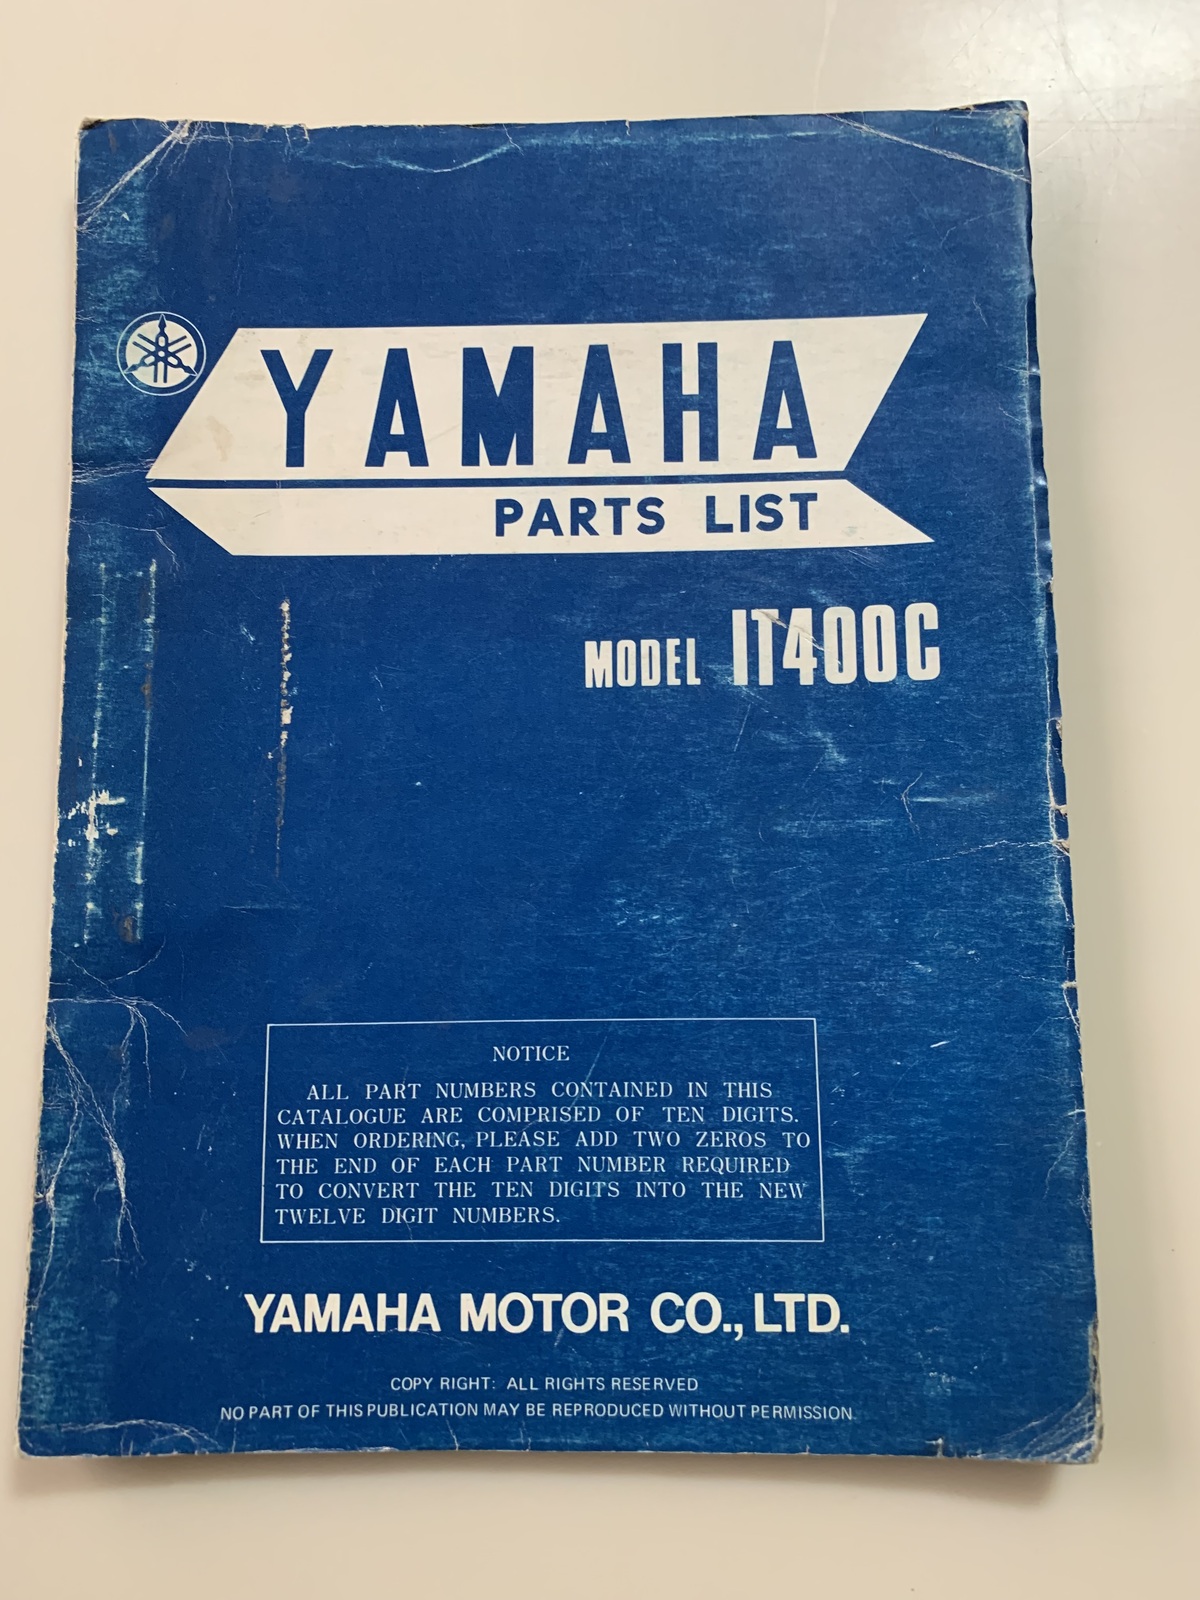 YAMAHA
PARTS LIST
MODEL IT400C
NOTICE
ALL PART NUMBERS CONTAINED IN THIS
CATALOGUE ARE COMPRISED OF TEN DIGITS.
WHEN ORDERING, PLEASE ADD TWO ZEROS TO
THE END OF EACH PART NUMBER REQUIRED
TO CONVERT THE TEN DIGITS INTO THE NEW
TWELVE DIGIT NUMBERS.
YAMAHA MOTOR CO., LTD.
COPY RIGHT: ALL RIGHTS RESERVED
NO PART OF THIS PUBLICATION MAY BE REPRODUCED WITHOUT PERMISSION